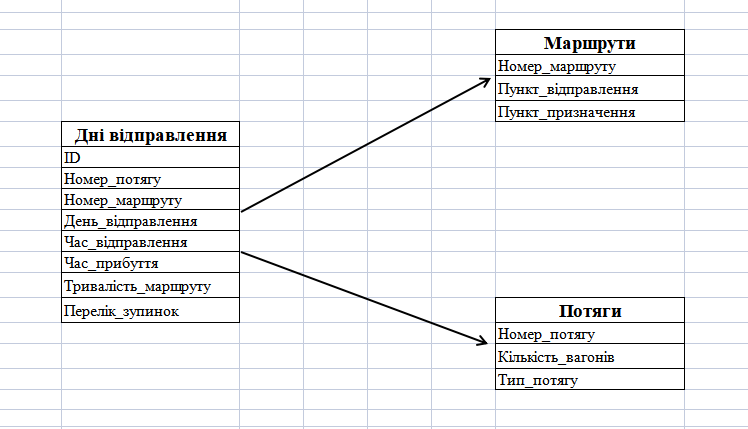 Маршрути
Номер_маршруту
Пункт_відправлення
Пункт_призначення
Дні відправлення
ID
Номер_потягу
Номер_маршруту
День_відправлення
Час_відправлення
Час_прибуття
Тривалість_маршруту
Перелік_зупинок
Потяги
Номер_потягу
Кількість_вагонів
Тип_потягу